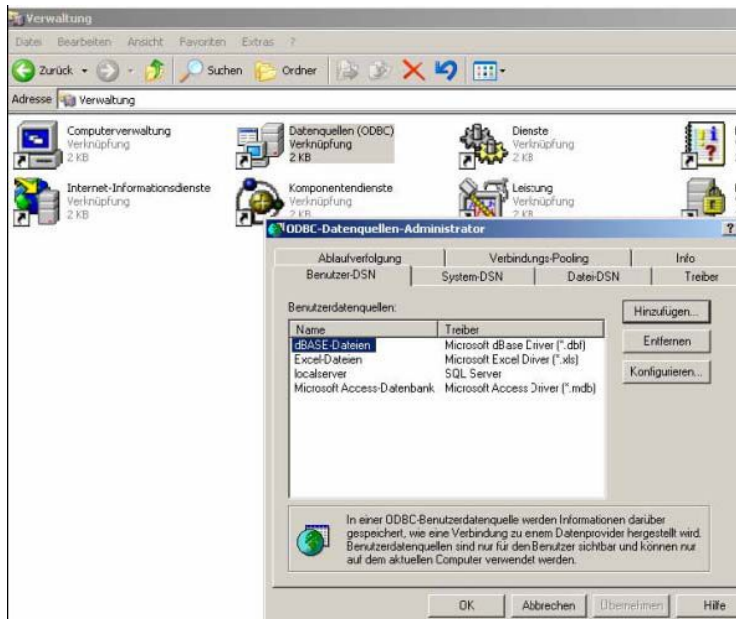 Verwaltung
Datei Bearbeiten Ansicht Favoriten Extras ?
Zurück Suchen Ordner
Adresse Verwaltung
Computerverwaltung
Verknüpfung
2 KB
Datenquellen (ODBC)
Verknüpfung
2 KB
Dienste
Verknüpfung
2 KB
Internet-Informationsdienste
Verknüpfung
2 KB
Komponentendienste
Verknüpfung
2 KB
Leistung
Verknüpfung
2 KB
ODBC-Datenquellen-Administrator ?
Ablaufverfolgung Verbindungs-Pooling Info
Benutzer-DSN System-DSN Datei-DSN Treiber
Benutzerdatenquellen:
Name Treiber
dBASE-Dateien Microsoft dBase Driver (*.dbf)
Excel-Dateien Microsoft Excel Driver (*.xls)
localserver SQL Server
Microsoft Access-Datenbank Microsoft Access Driver (*.mdb)
Hinzufügen...
Entfernen
Konfigurieren...
In einer ODBC-Benutzerdatenquelle werden Informationen darüber
gespeichert, wie eine Verbindung zu einem Datenprovider hergestellt wird.
Benutzerdatenquellen sind nur für den Benutzer sichtbar und können nur
auf dem aktuellen Computer verwendet werden.
OK Abbrechen Übernehmen Hilfe